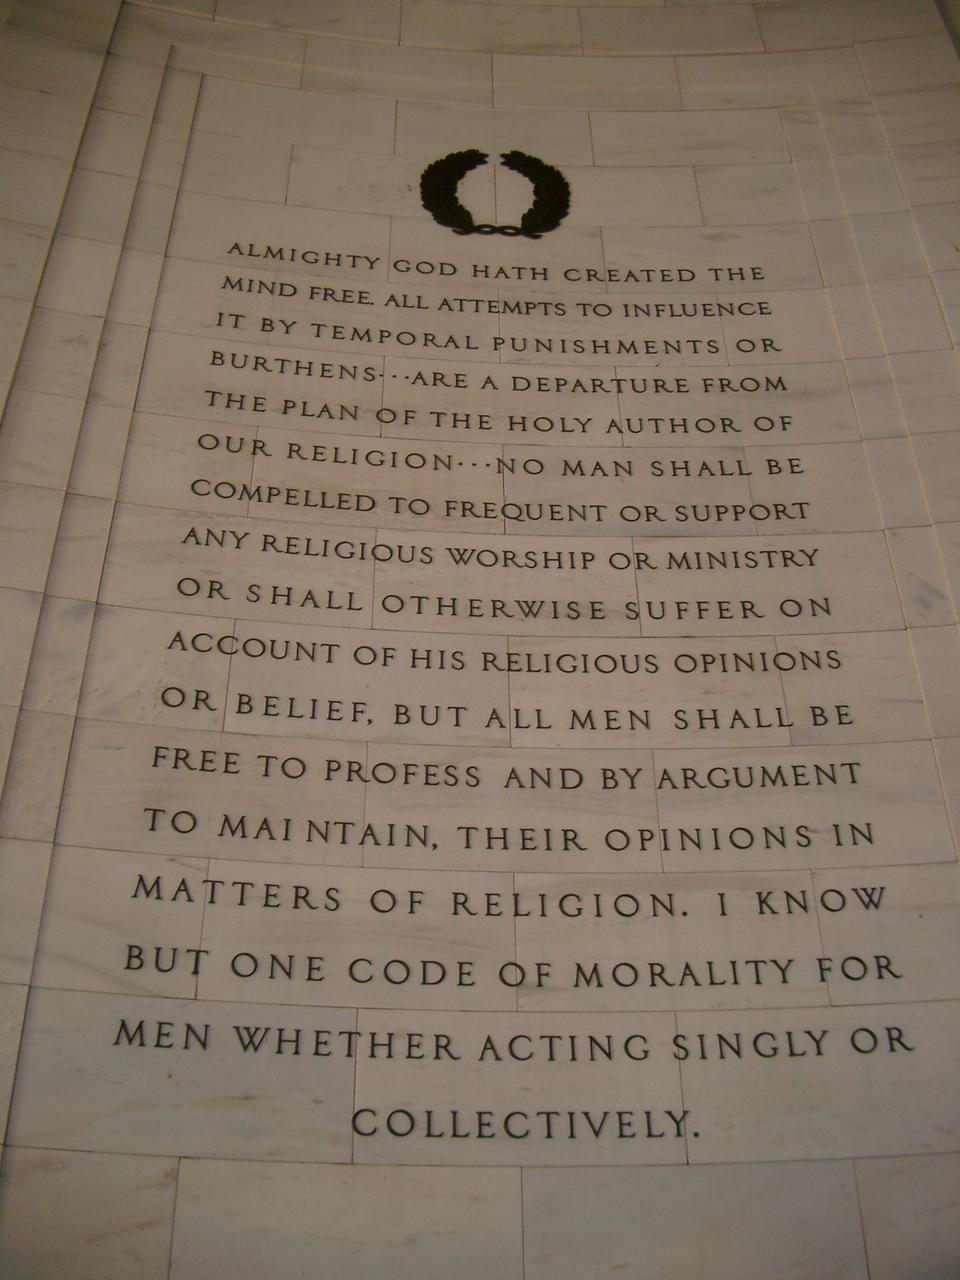 ALMIGHTY GOD HATH CREATED THE
MIND FREE. ALL ATTEMPTS TO INFLUENCE
IT BY TEMPORAL PUNISHMENTS OR
BURTHENS···ARE A DEPARTURE FROM
THE PLAN OF THE HOLY AUTHOR OF
OUR RELIGION···NO MAN SHALL BE
COMPELLED TO FREQUENT OR SUPPORT
ANY RELIGIOUS WORSHIP OR MINISTRY
OR SHALL OTHERWISE SUFFER ON
ACCOUNT OF HIS RELIGIOUS OPINIONS
OR BELIEF, BUT ALL MEN SHALL BE
FREE TO PROFESS AND BY ARGUMENT
TO MAINTAIN, THEIR OPINIONS IN
MATTERS OF RELIGION. I KNOW
BUT ONE CODE OF MORALITY FOR
MEN WHETHER ACTING SINGLY OR
COLLECTIVELY.